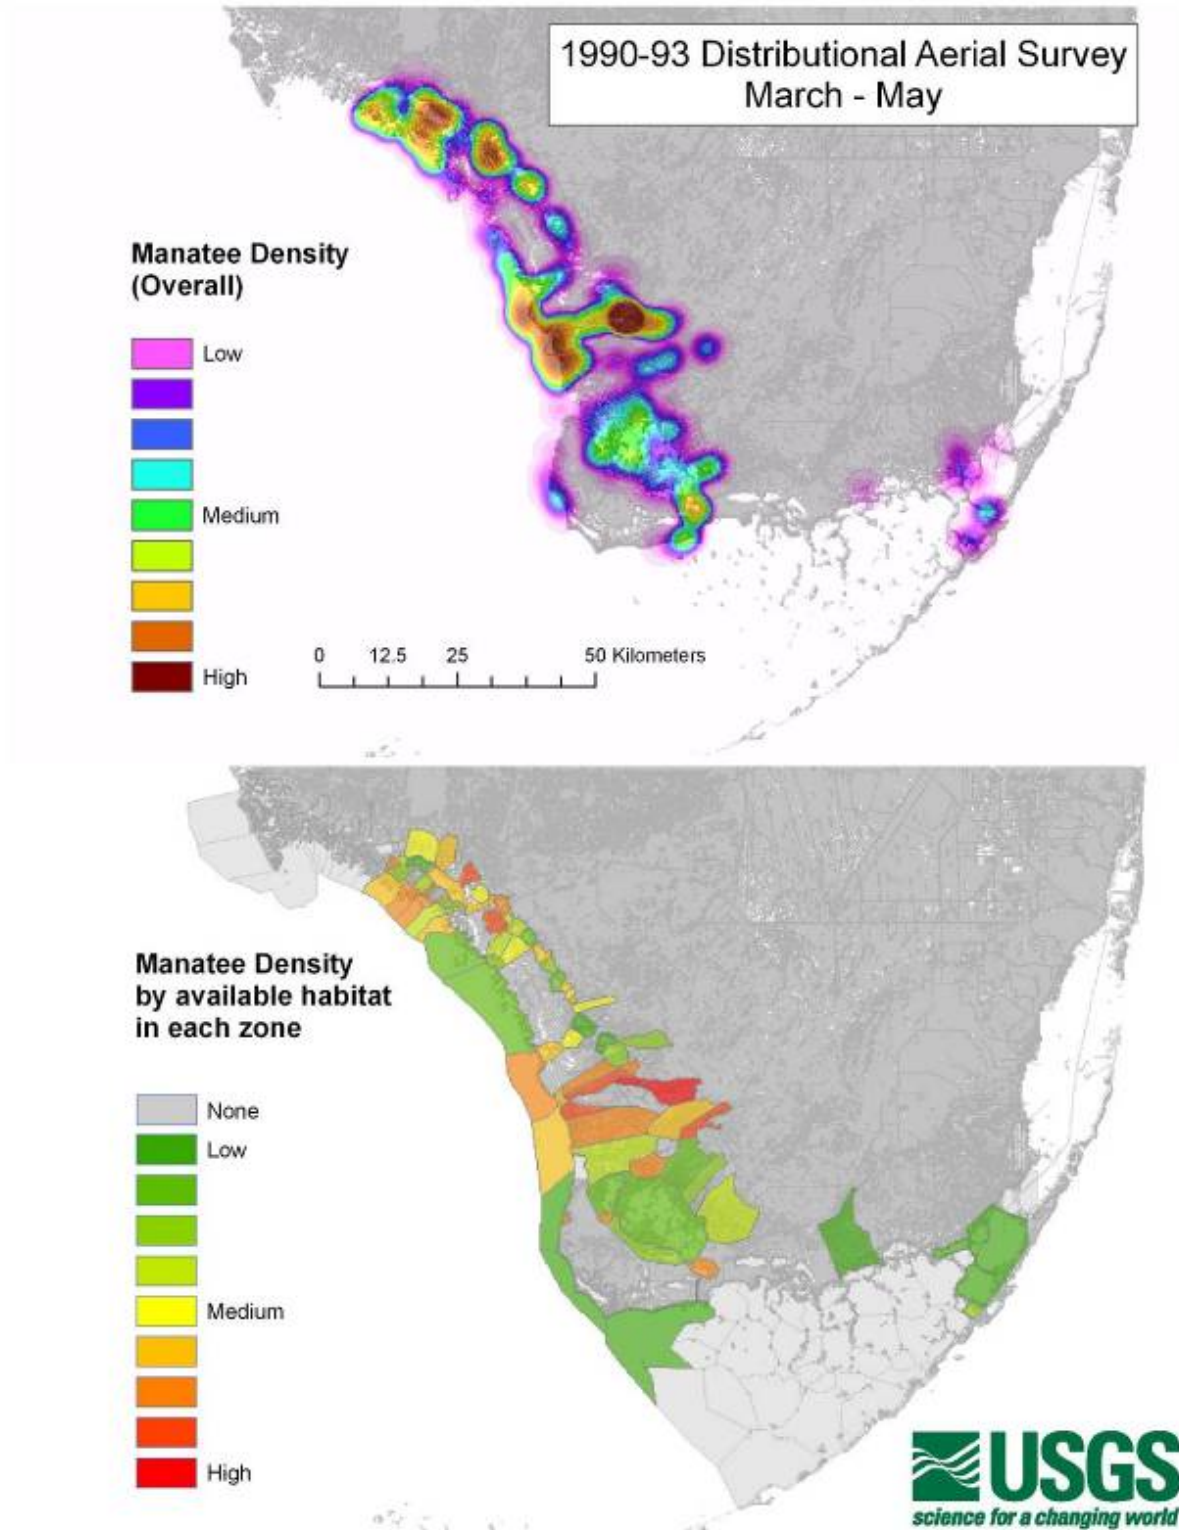 1990-93 Distributional Aerial Survey
March - May
Manatee Density
(Overall)
Low
Medium
High
0 12.5 25 50 Kilometers
Manatee Density
by available habitat
in each zone
None
Low
Medium
High
USGS
science for a changing world